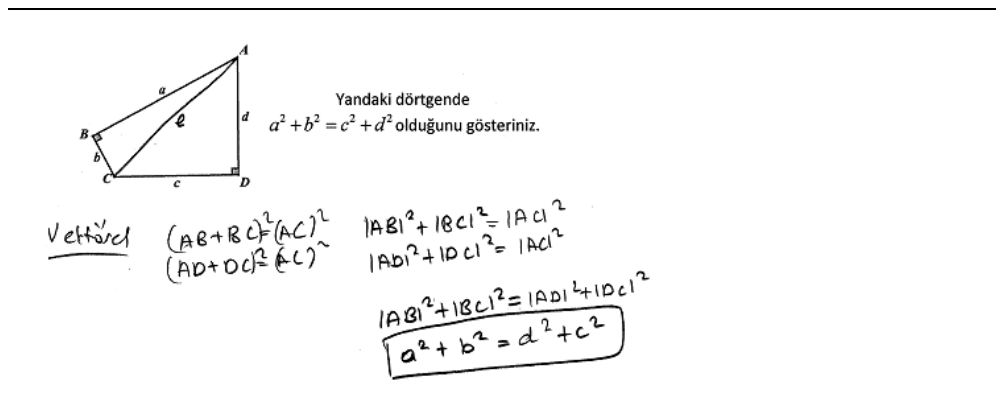 A
a
e
d
B
b
C
c
D
Yandaki dörtgende
a² + b² = c² + d² olduğunu gösteriniz.
Vektörel
(AB+BC)²=(AC)²
|AB|²+|BC|²=|AC|²
(AD+DC)²=(AC)²
|AD|²+|DC|²=|AC|²
|AB|²+|BC|²=|AD|²+|DC|²
a²+b²=d²+c²